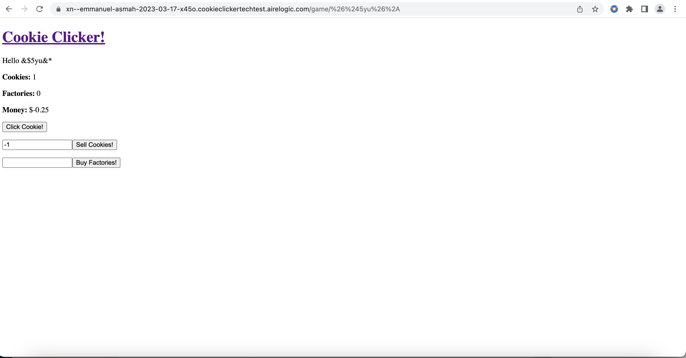 xn--emmanuel-asmah-2023-03-17-x45o.cookieclickertechtest.airelogic.com/game/%26%245yu%26%2A
Cookie Clicker!
Hello &$5yu&*
Cookies: 1
Factories: 0
Money: $-0.25
Click Cookie!
-1 Sell Cookies!
Buy Factories!